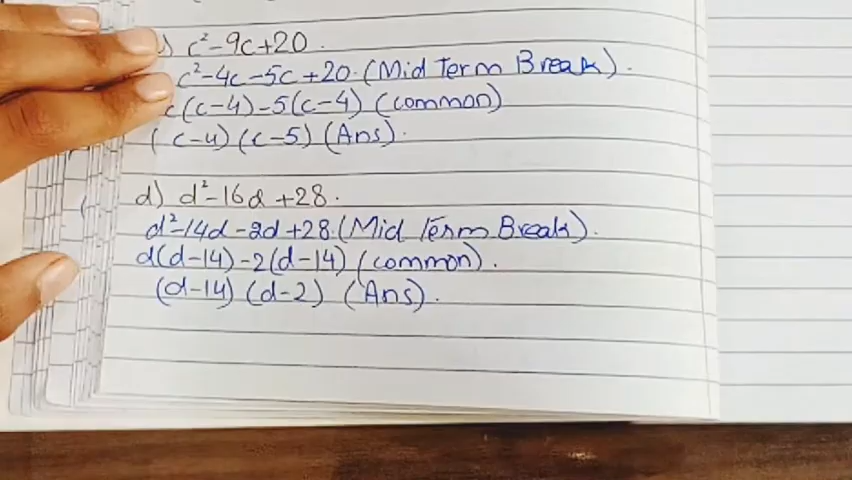 ) c²-9c+20.
c²-4c-5c+20. (Mid Term Break).
c(c-4)-5(c-4) (common)
(c-4)(c-5) (Ans).
d) d²-16d+28.
d²-14d-2d+28. (Mid Term Break).
d(d-14)-2(d-14) (common).
(d-14) (d-2) (Ans).